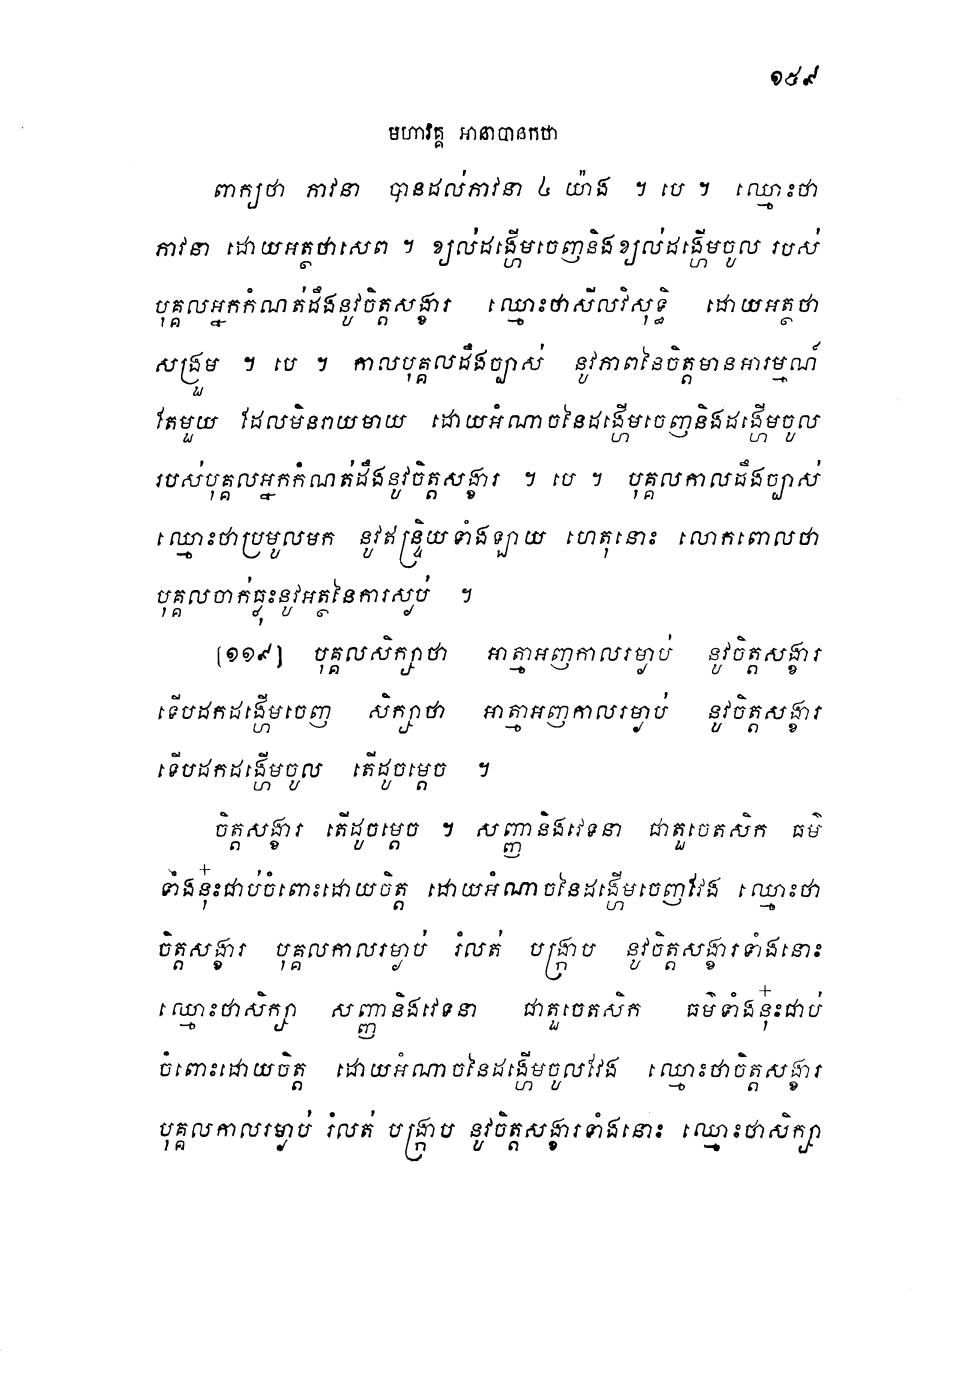 ១៥៩
មហាវគ្គ អានាបានកថា
ពាក្យថា ភាវនា បានដល់ភាវនា ៤ យ៉ាង ។ បេ ។ ឈ្មោះថា
ភាវនា ដោយអត្ថថាសេព ។ ខ្យល់ដង្ហើមចេញនិងខ្យល់ដង្ហើមចូល របស់
បុគ្គលអ្នកកំណត់ដឹងនូវចិត្តសង្ខារ ឈ្មោះថាសីលវិសុទ្ធិ ដោយអត្ថថា
សង្រួម ។ បេ ។ កាលបុគ្គលដឹងច្បាស់ នូវភាពនៃចិត្តមានអារម្មណ៍
តែមួយ ដែលមិនរាយមាយ ដោយអំណាចនៃដង្ហើមចេញនិងដង្ហើមចូល
របស់បុគ្គលអ្នកកំណត់ដឹងនូវចិត្តសង្ខារ ។ បេ ។ បុគ្គលកាលដឹងច្បាស់
ឈ្មោះថាប្រមូលមក នូវឥន្ទ្រិយទាំងឡាយ ហេតុនោះ លោកពោលថា
បុគ្គលចាក់ធ្លុះនូវអត្ថនៃការស្ងប់ ។
[១១៩] បុគ្គលសិក្សាថា អាត្មាអញកាលរម្ងាប់ នូវចិត្តសង្ខារ
ទើបដកដង្ហើមចេញ សិក្សាថា អាត្មាអញកាលរម្ងាប់ នូវចិត្តសង្ខារ
ទើបដកដង្ហើមចូល តើដូចម្តេច ។
ចិត្តសង្ខារ តើដូចម្តេច ។ សញ្ញានិងវេទនា ជាតួចេតសិក ធម៌
ទាំងនុ៎ះជាប់ចំពោះដោយចិត្ត ដោយអំណាចនៃដង្ហើមចេញវែង ឈ្មោះថា
ចិត្តសង្ខារ បុគ្គលកាលរម្ងាប់ រំលត់ បង្ក្រាប នូវចិត្តសង្ខារទាំងនោះ
ឈ្មោះថាសិក្សា សញ្ញានិងវេទនា ជាតួចេតសិក ធម៌ទាំងនុ៎ះជាប់
ចំពោះដោយចិត្ត ដោយអំណាចនៃដង្ហើមចូលវែង ឈ្មោះថាចិត្តសង្ខារ
បុគ្គលកាលរម្ងាប់ រំលត់ បង្ក្រាប នូវចិត្តសង្ខារទាំងនោះ ឈ្មោះថាសិក្សា